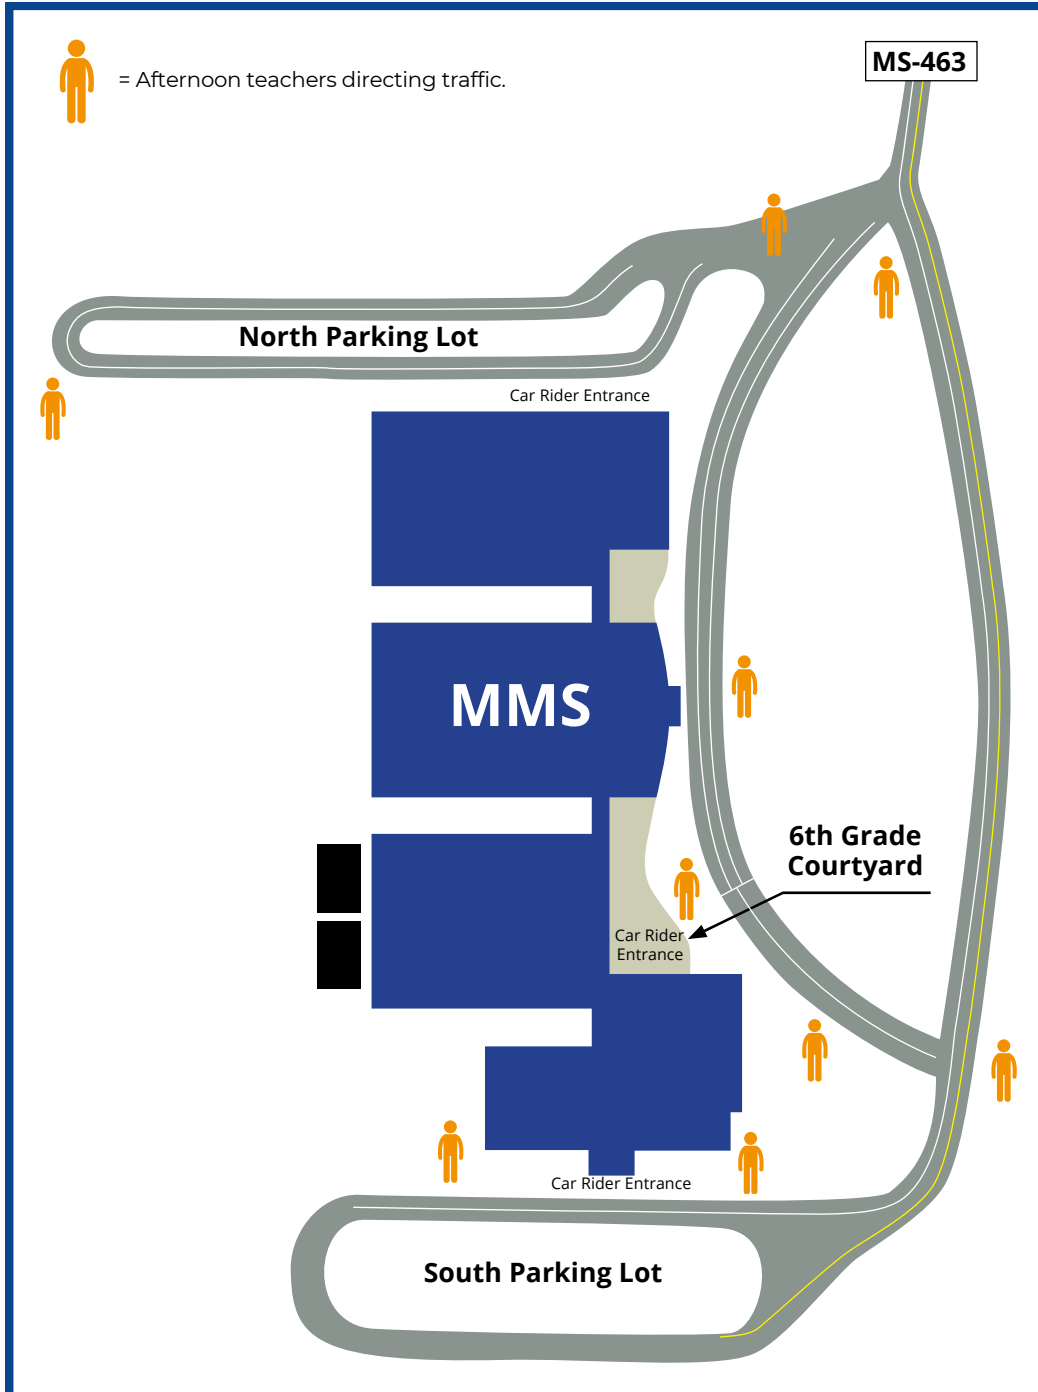 MS-463
= Afternoon teachers directing traffic.
North Parking Lot
Car Rider Entrance
MMS
6th Grade
Courtyard
Car Rider
Entrance
Car Rider Entrance
South Parking Lot